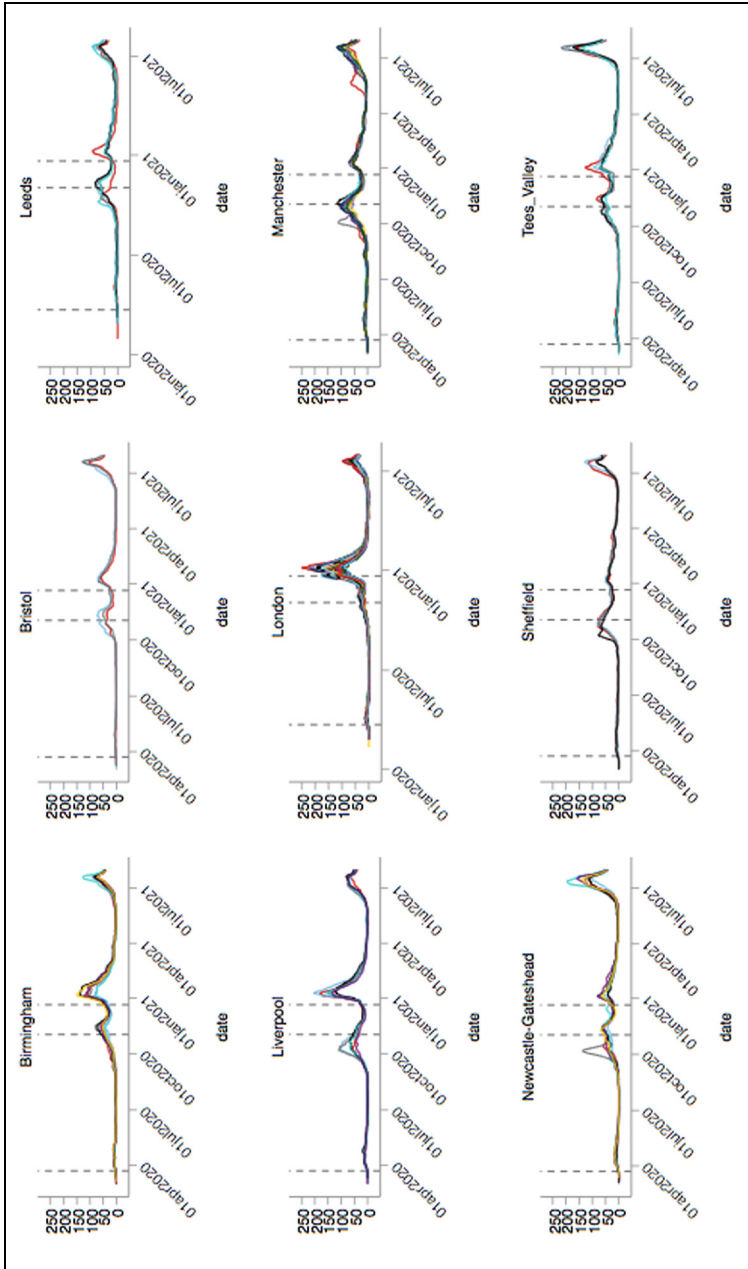 Birmingham
250
200
150
100
50
0
01apr2020
01jul2020
01oct2020
01jan2021
01apr2021
01jul2021
date
Bristol
250
200
150
100
50
0
01apr2020
01jul2020
01oct2020
01jan2021
01apr2021
01jul2021
date
Leeds
250
200
150
100
50
0
01jan2020
01jul2020
01jan2021
01jul2021
date
Liverpool
250
200
150
100
50
0
01apr2020
01jul2020
01oct2020
01jan2021
01apr2021
01jul2021
date
London
250
200
150
100
50
0
01jan2020
01jul2020
01jan2021
01jul2021
date
Manchester
250
200
150
100
50
0
01apr2020
01jul2020
01oct2020
01jan2021
01apr2021
01jul2021
date
Newcastle-Gateshead
250
200
150
100
50
0
01apr2020
01jul2020
01oct2020
01jan2021
01apr2021
01jul2021
date
Sheffield
250
200
150
100
50
0
01apr2020
01jul2020
01oct2020
01jan2021
01apr2021
01jul2021
date
Tees_Valley
250
200
150
100
50
0
01apr2020
01jul2020
01oct2020
01jan2021
01apr2021
01jul2021
date